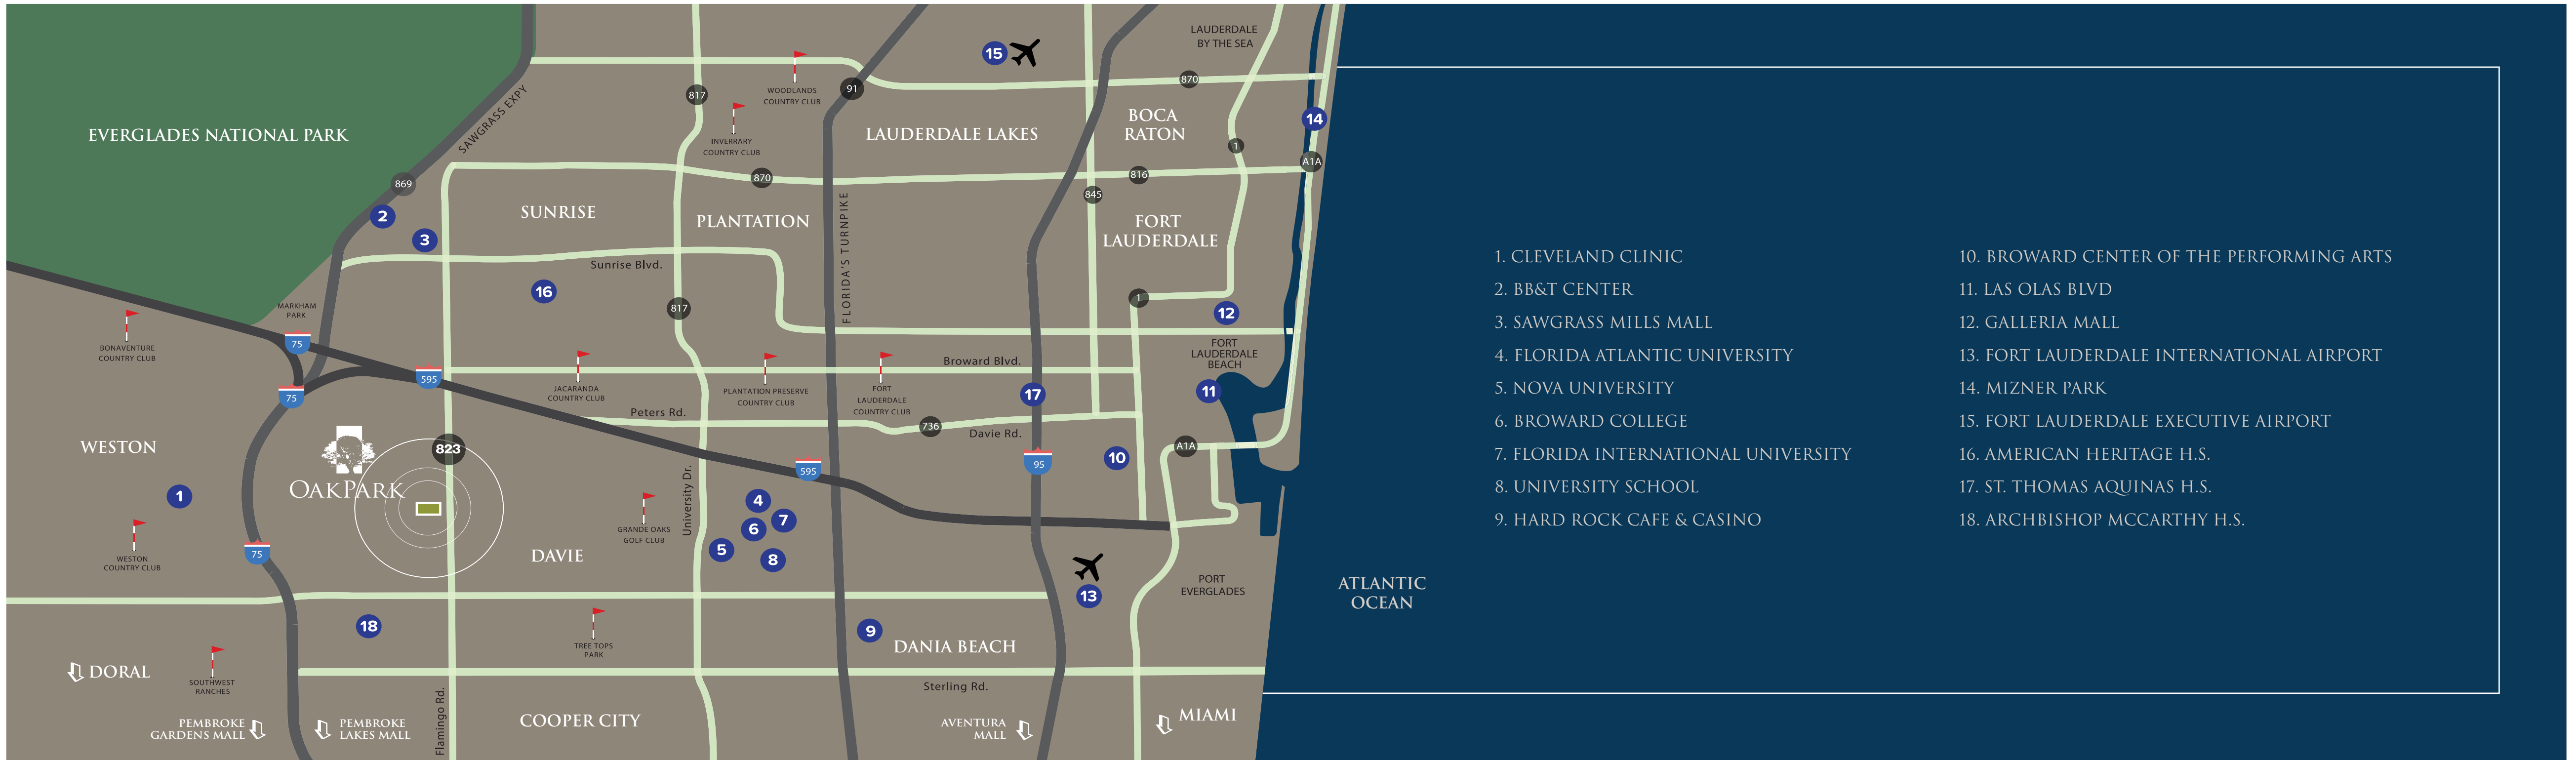 LAUDERDALE
BY THE SEA
15
870
WOODLANDS
COUNTRY CLUB
91
817
SAWGRASS EXPY
EVERGLADES NATIONAL PARK
INVERRARY
COUNTRY CLUB
LAUDERDALE LAKES
BOCA
RATON
14
1
A1A
869
870
816
845
2
SUNRISE
PLANTATION
FLORIDA'S TURNPIKE
FORT
LAUDERDALE
3
Sunrise Blvd.
16
817
1
12
MARKHAM
PARK
75
BONAVENTURE
COUNTRY CLUB
FORT
LAUDERDALE
BEACH
Broward Blvd.
595
75
JACARANDA
COUNTRY CLUB
PLANTATION PRESERVE
COUNTRY CLUB
FORT
LAUDERDALE
COUNTRY CLUB
17
11
Peters Rd.
736
Davie Rd.
WESTON
823
A1A
595
95
10
OAKPARK
1
University Dr.
4
7
6
5
8
GRANDE OAKS
GOLF CLUB
WESTON
COUNTRY CLUB
75
DAVIE
13
PORT
EVERGLADES
ATLANTIC
OCEAN
18
9
TREE TOPS
PARK
DANIA BEACH
DORAL
SOUTHWEST
RANCHES
Sterling Rd.
Flamingo Rd.
PEMBROKE
GARDENS MALL
PEMBROKE
LAKES MALL
COOPER CITY
AVENTURA
MALL
MIAMI
1. CLEVELAND CLINIC
2. BB&T CENTER
3. SAWGRASS MILLS MALL
4. FLORIDA ATLANTIC UNIVERSITY
5. NOVA UNIVERSITY
6. BROWARD COLLEGE
7. FLORIDA INTERNATIONAL UNIVERSITY
8. UNIVERSITY SCHOOL
9. HARD ROCK CAFE & CASINO
10. BROWARD CENTER OF THE PERFORMING ARTS
11. LAS OLAS BLVD
12. GALLERIA MALL
13. FORT LAUDERDALE INTERNATIONAL AIRPORT
14. MIZNER PARK
15. FORT LAUDERDALE EXECUTIVE AIRPORT
16. AMERICAN HERITAGE H.S.
17. ST. THOMAS AQUINAS H.S.
18. ARCHBISHOP MCCARTHY H.S.